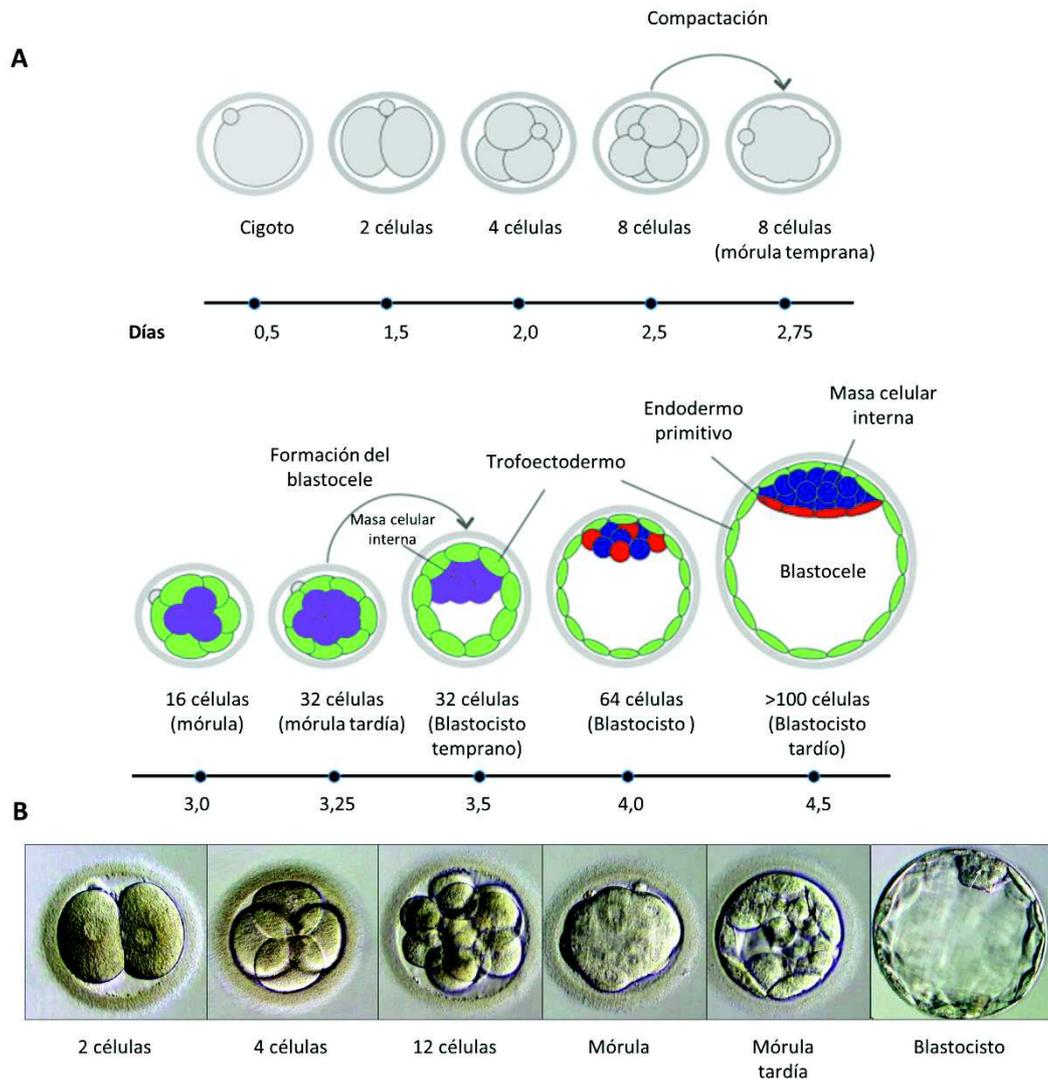 Compactación
A
Cigoto
2 células
4 células
8 células
8 células
(mórula temprana)
Días
0,5
1,5
2,0
2,5
2,75
Masa celular
interna
Endodermo
primitivo
Formación del
blastocele
Trofoectodermo
Masa celular
interna
Blastocele
16 células
(mórula)
32 células
(mórula tardía)
32 células
(Blastocisto
temprano)
64 células
(Blastocisto )
>100 células
(Blastocisto
tardío)
3,0
3,25
3,5
4,0
4,5
B
2 células
4 células
12 células
Mórula
Mórula
tardía
Blastocisto